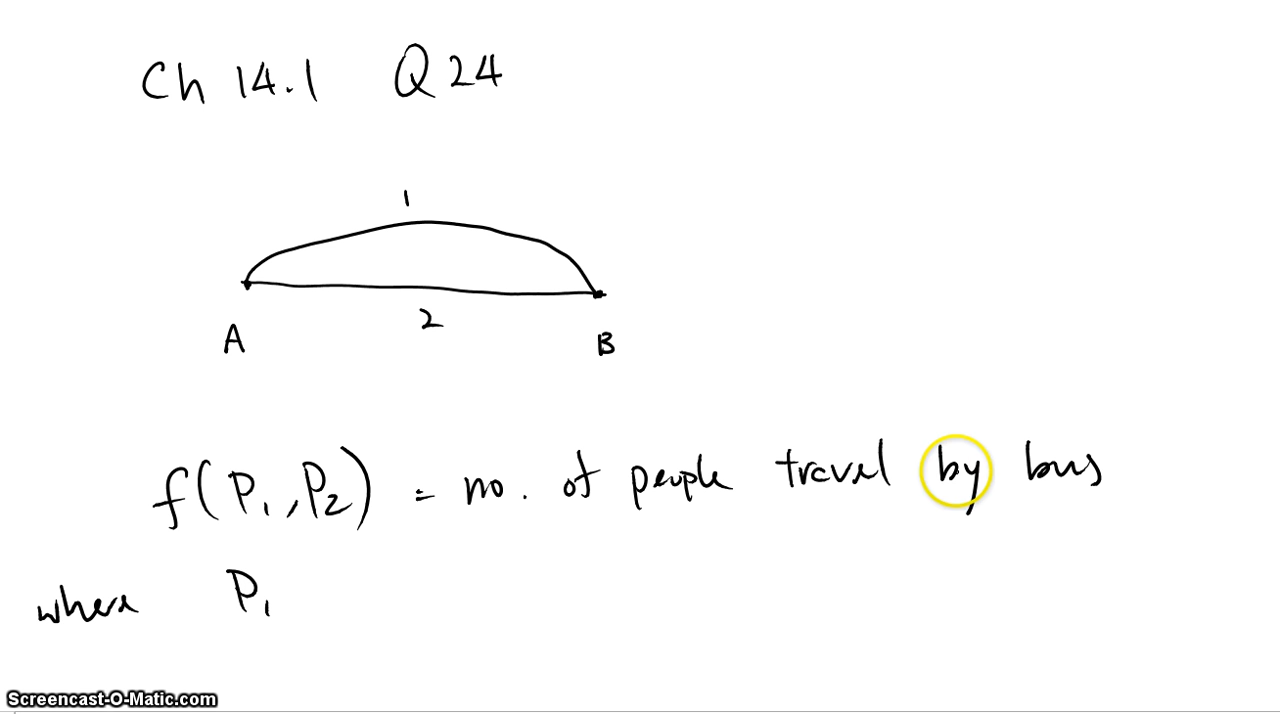 Ch 14.1 Q 24
1
2
A B
f(P₁, P₂) = no. of people travel by bus
where P₁
Screencast-O-Matic.com